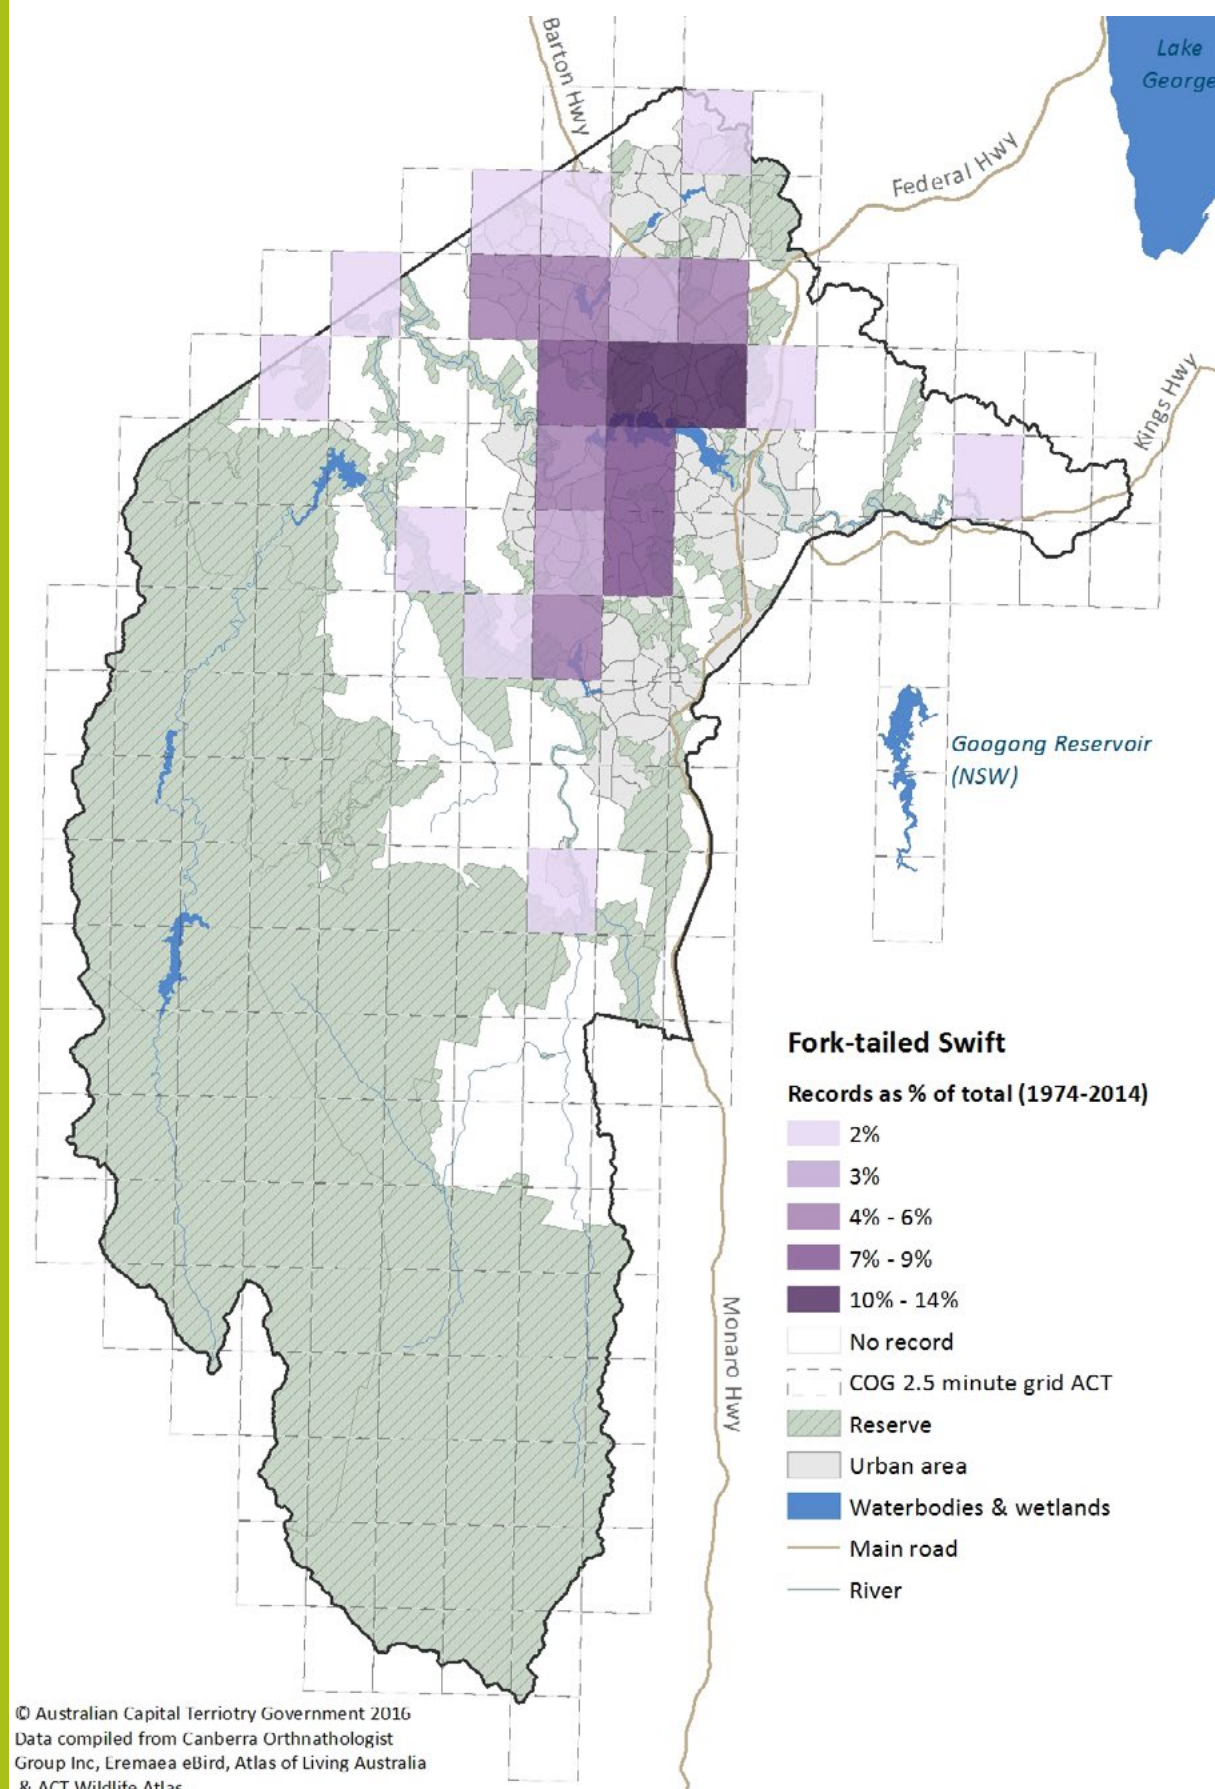 Barton Hwy
Lake
George
Federal Hwy
Kings Hwy
Googong Reservoir
(NSW)
Monaro Hwy
Fork-tailed Swift
Records as % of total (1974-2014)
2%
3%
4% - 6%
7% - 9%
10% - 14%
No record
COG 2.5 minute grid ACT
Reserve
Urban area
Waterbodies & wetlands
Main road
River
© Australian Capital Terriotry Government 2016
Data compiled from Canberra Orthnathologist
Group Inc, Eremaea eBird, Atlas of Living Australia
& ACT Wildlife Atlas